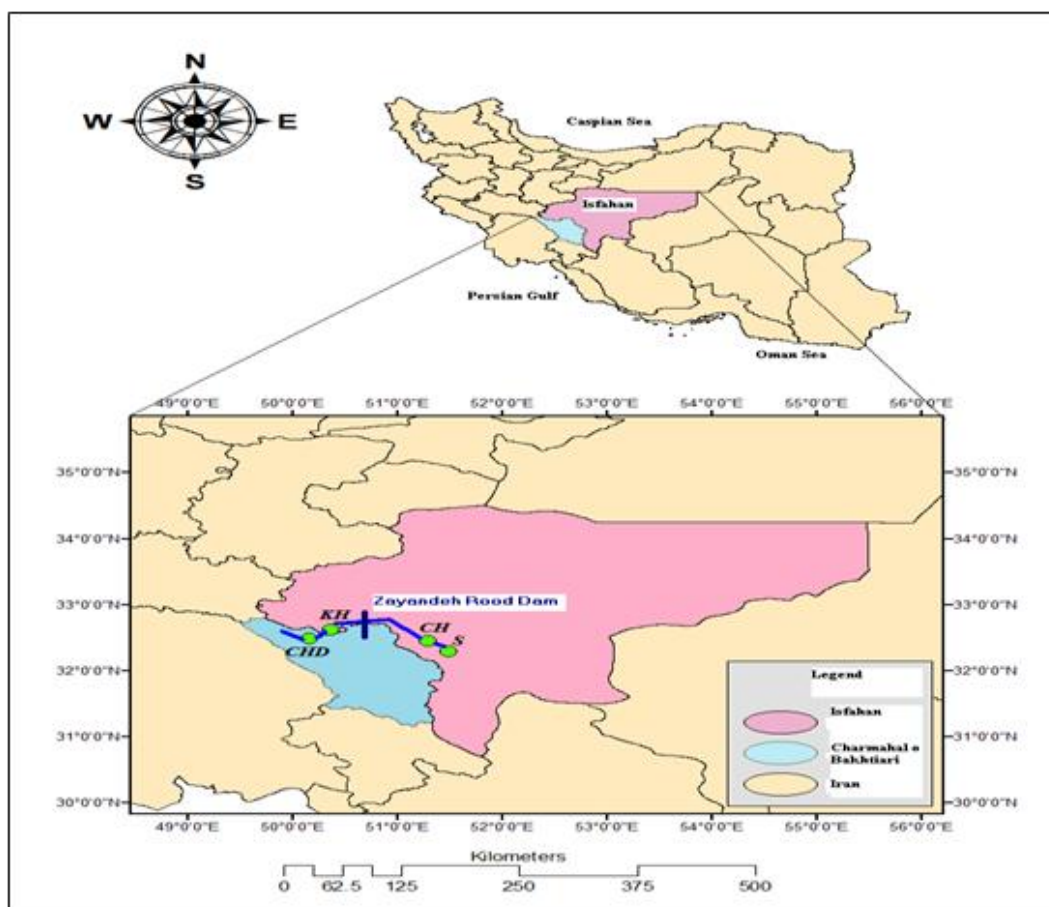 N
W E
S
Caspian Sea
Isfahan
Persian Gulf
Oman Sea
49°0'0"E 50°0'0"E 51°0'0"E 52°0'0"E 53°0'0"E 54°0'0"E 55°0'0"E 56°0'0"E
35°0'0"N 35°0'0"N
34°0'0"N 34°0'0"N
33°0'0"N 33°0'0"N
Zayandeh Rood Dam
KH
CH
S
CHD
32°0'0"N 32°0'0"N
31°0'0"N 31°0'0"N
30°0'0"N 30°0'0"N
Legend
Isfahan
Charmahal o
Bakhtiari
Iran
49°0'0"E 50°0'0"E 51°0'0"E 52°0'0"E 53°0'0"E 54°0'0"E 55°0'0"E 56°0'0"E
Kilometers
0 62.5 125 250 375 500